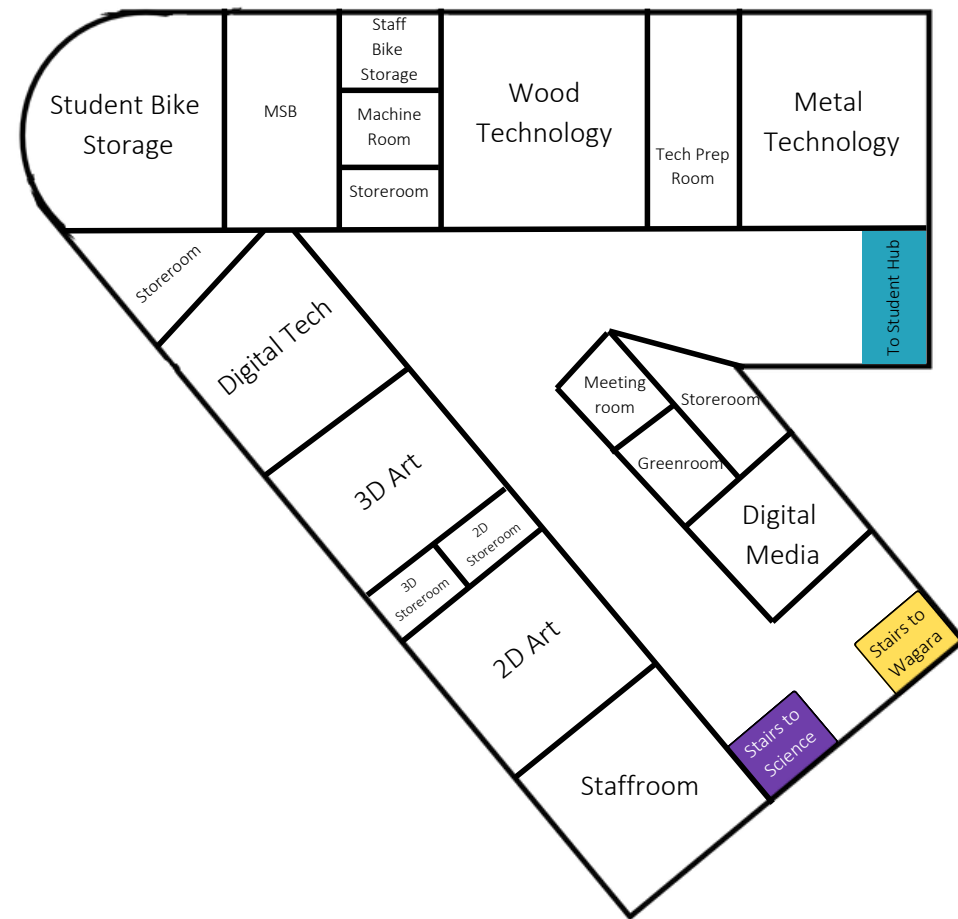 Student Bike
Storage
MSB
Staff
Bike
Storage
Machine
Room
Storeroom
Wood
Technology
Tech Prep
Room
Metal
Technology
To Student Hub
Storeroom
Digital Tech
3D Art
2D
Storeroom
3D
Storeroom
2D Art
Staffroom
Meeting
room
Storeroom
Greenroom
Digital
Media
Stairs to
Wagara
Stairs to
Science